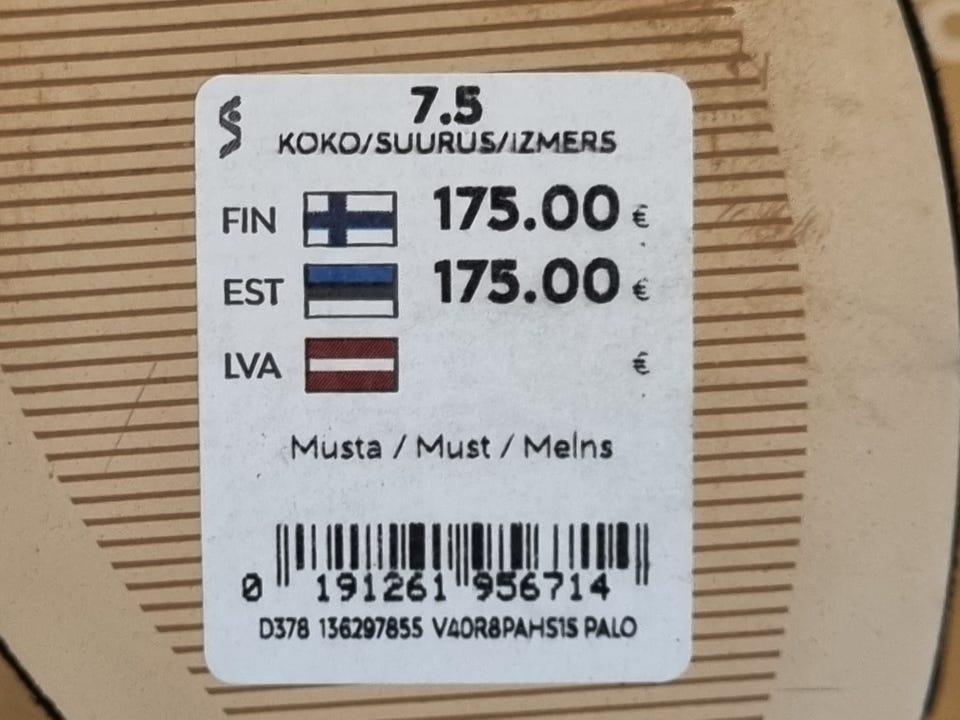 7.5
KOKO/SUURUS/IZMERS
FIN 175.00 €
EST 175.00 €
LVA €
Musta / Must / Melns
0 191261 956714
D378 136297855 V40R8PAHS1S PALO